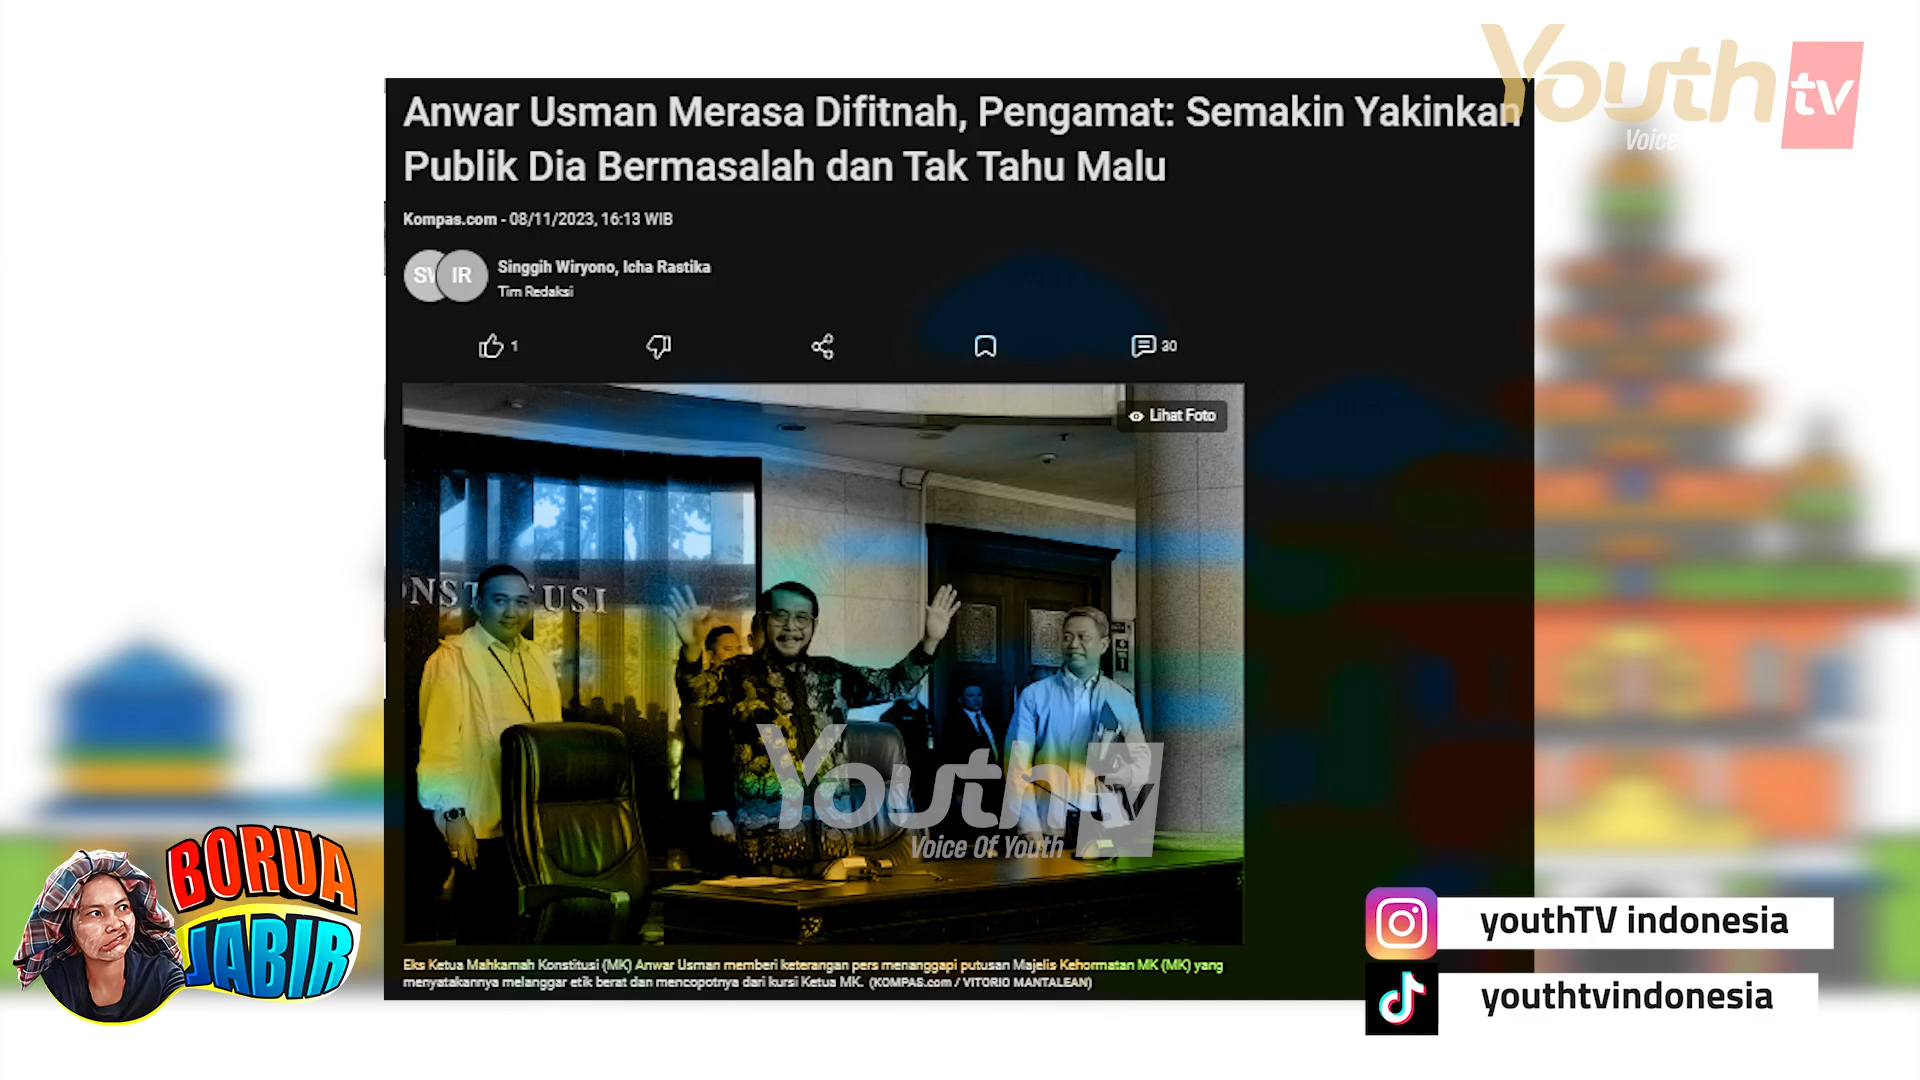 Youth tv
Voice
Anwar Usman Merasa Difitnah, Pengamat: Semakin Yakinkan
Publik Dia Bermasalah dan Tak Tahu Malu
Kompas.com - 08/11/2023, 16:13 WIB
IR
Singgih Wiryono, Icha Rastika
Tim Redaksi
1
30
Lihat Foto
Youth tv
Voice Of Youth
Eks Ketua Mahkamah Konstitusi (MK) Anwar Usman memberi keterangan pers menanggapi putusan Majelis Kehormatan MK (MK) yang
menyatakannya melanggar etik berat dan mencopotnya dari kursi Ketua MK. (KOMPAS.com / VITORIO MANTALEAN)
BORUA
JABIR
youthTV indonesia
youthtvindonesia